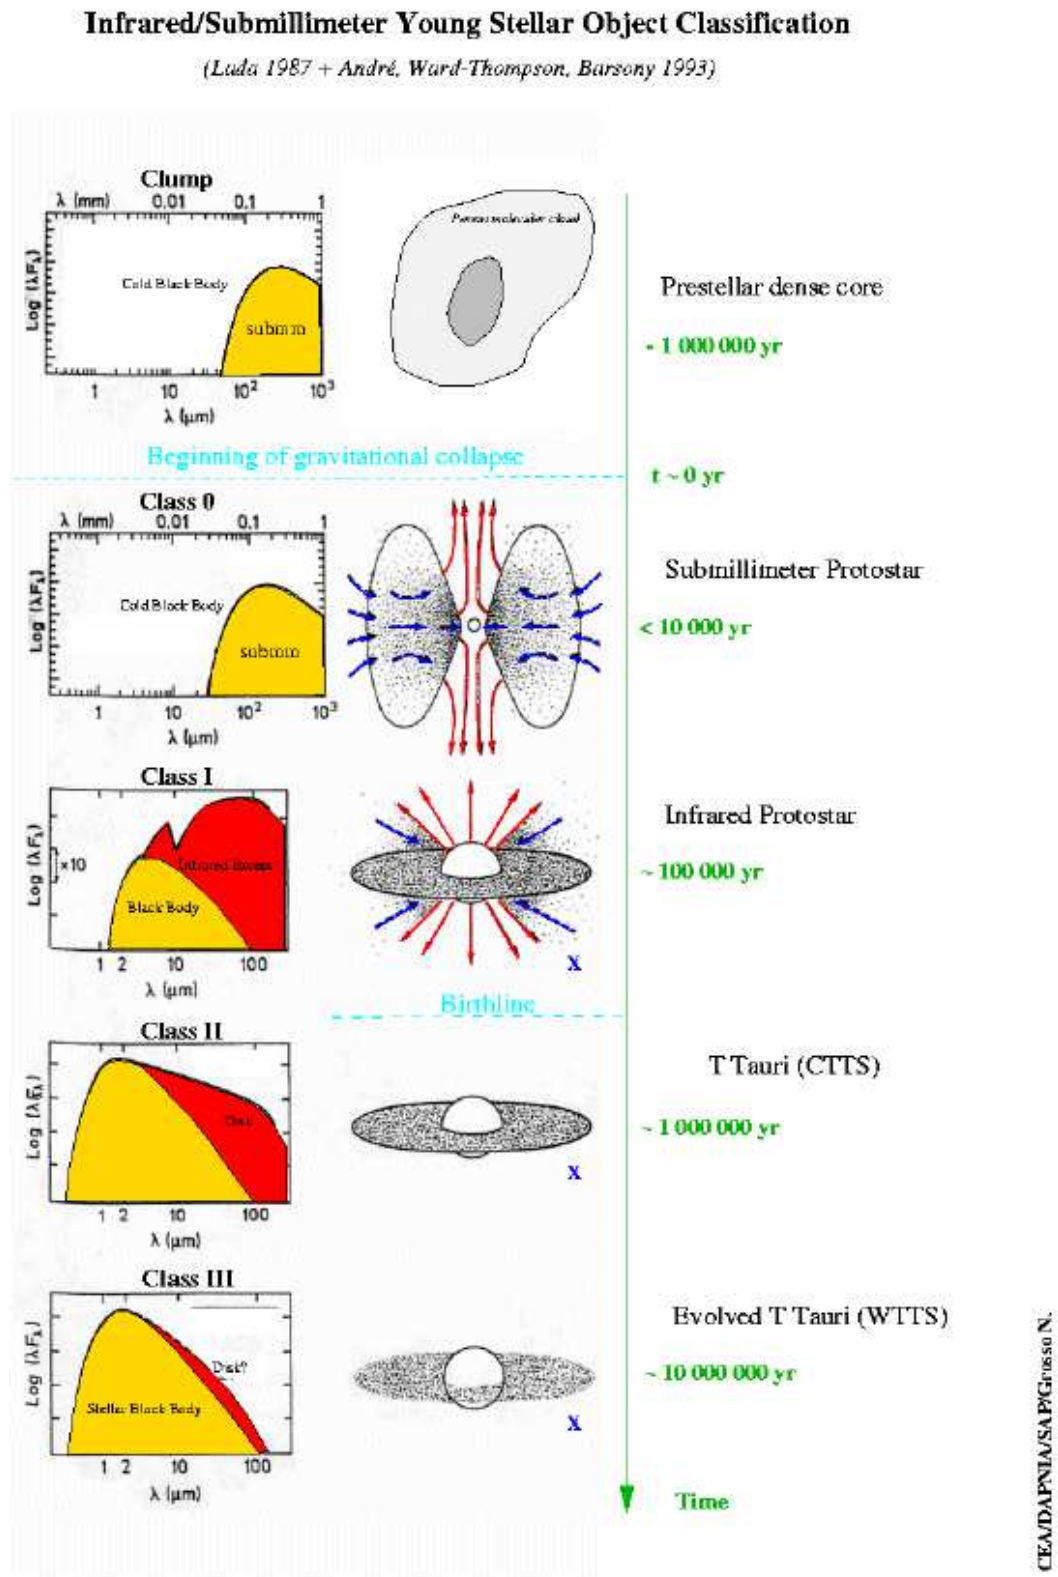 Infrared/Submillimeter Young Stellar Object Classification
(Lada 1987 + André, Ward-Thompson, Barsony 1993)
Clump
λ (mm) 0.01 0.1 1
Log (λFλ)
Cold Black Body
submm
1 10 10² 10³
λ (μm)
Parent molecular cloud
Prestellar dense core
- 1 000 000 yr
Beginning of gravitational collapse
t ~ 0 yr
Class 0
λ (mm) 0.01 0.1 1
Log (λFλ)
Cold Black Body
submm
1 10 10² 10³
λ (μm)
Submillimeter Protostar
< 10 000 yr
Class I
Log (λFλ)
×10
Infrared Excess
Black Body
1 2 10 100
λ (μm)
X
Infrared Protostar
~ 100 000 yr
Birthline
Class II
Log (λFλ)
Disk
1 2 10 100
λ (μm)
X
T Tauri (CTTS)
~ 1 000 000 yr
Class III
Log (λFλ)
Disk?
Stellar Black Body
1 2 10 100
λ (μm)
X
Evolved T Tauri (WTTS)
~ 10 000 000 yr
Time
CEA/DAPNIA/SAP/Grosso N.